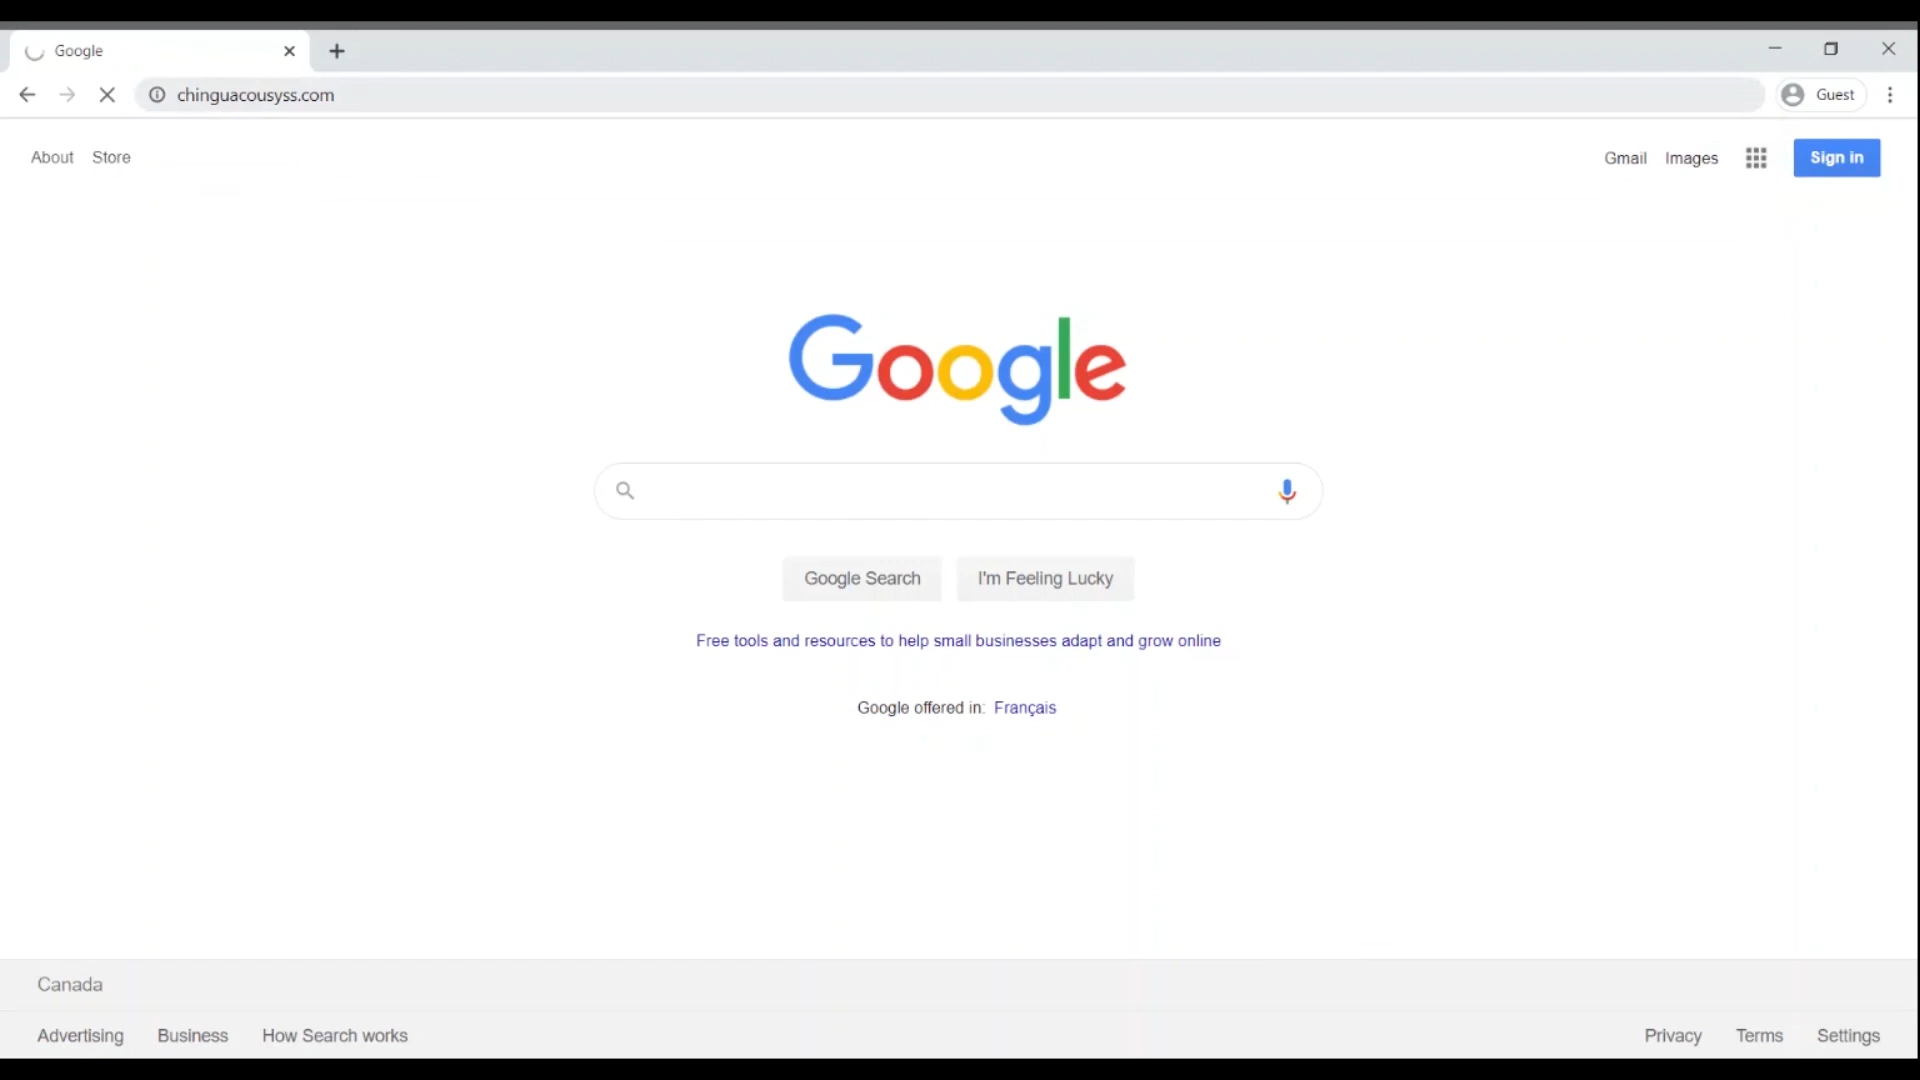 Google
chinguacousyss.com
Guest
About Store
Gmail Images Sign in
Google
Google Search I'm Feeling Lucky
Free tools and resources to help small businesses adapt and grow online
Google offered in: Français
Canada
Advertising Business How Search works
Privacy Terms Settings